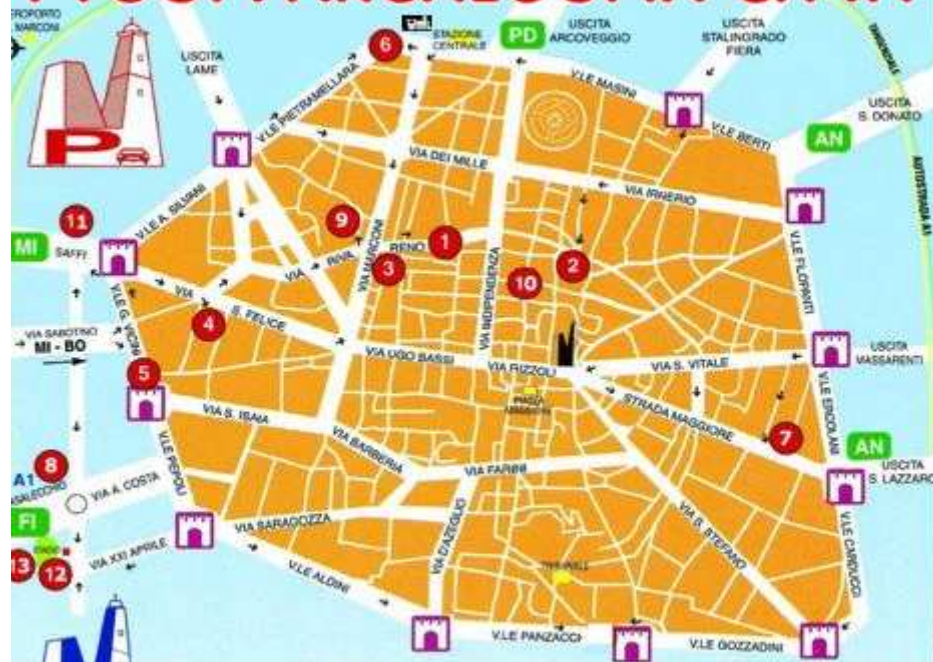 MARCONI
P
USCITA
LAME
6
STAZIONE
CENTRALE
PD
USCITA
ARCOVEGGIO
USCITA
STALINGRADO
FIERA
TANGENZIALE
USCITA
S. DONATO
AN
AUTOSTRADA A1
V.LE PIETRAMELLARA
V.LE MASINI
V.LE BERTI
VIA DEI MILLE
VIA IRNERIO
V.LE A. SILVANI
11
MI
SAFFI
9
VIA MARCONI
RENO
1
VIA RIVA
3
VIA INDIPENDENZA
10
2
V.LE FILOPANTI
V.LE G. VICINI
VIA
S. FELICE
4
VIA SABOTINO
MI - BO
5
VIA UGO BASSI
VIA RIZZOLI
VIA S. VITALE
USCITA
MASSARENTI
PIAZZA
MAGGIORE
STRADA MAGGIORE
V.LE ERCOLANI
7
AN
USCITA
S. LAZZARO
VIA S. ISAIA
VIA BARBERIA
V.LE PEPOLI
VIA FARINI
8
A1
VIA A. COSTA
FI
VIA SARAGOZZA
VIA D'AZEGLIO
VIA S. STEFANO
V.LE CARDUCCI
13
12
VIA XXI APRILE
V.LE ALDINI
V.LE PANZACCI
V.LE GOZZADINI